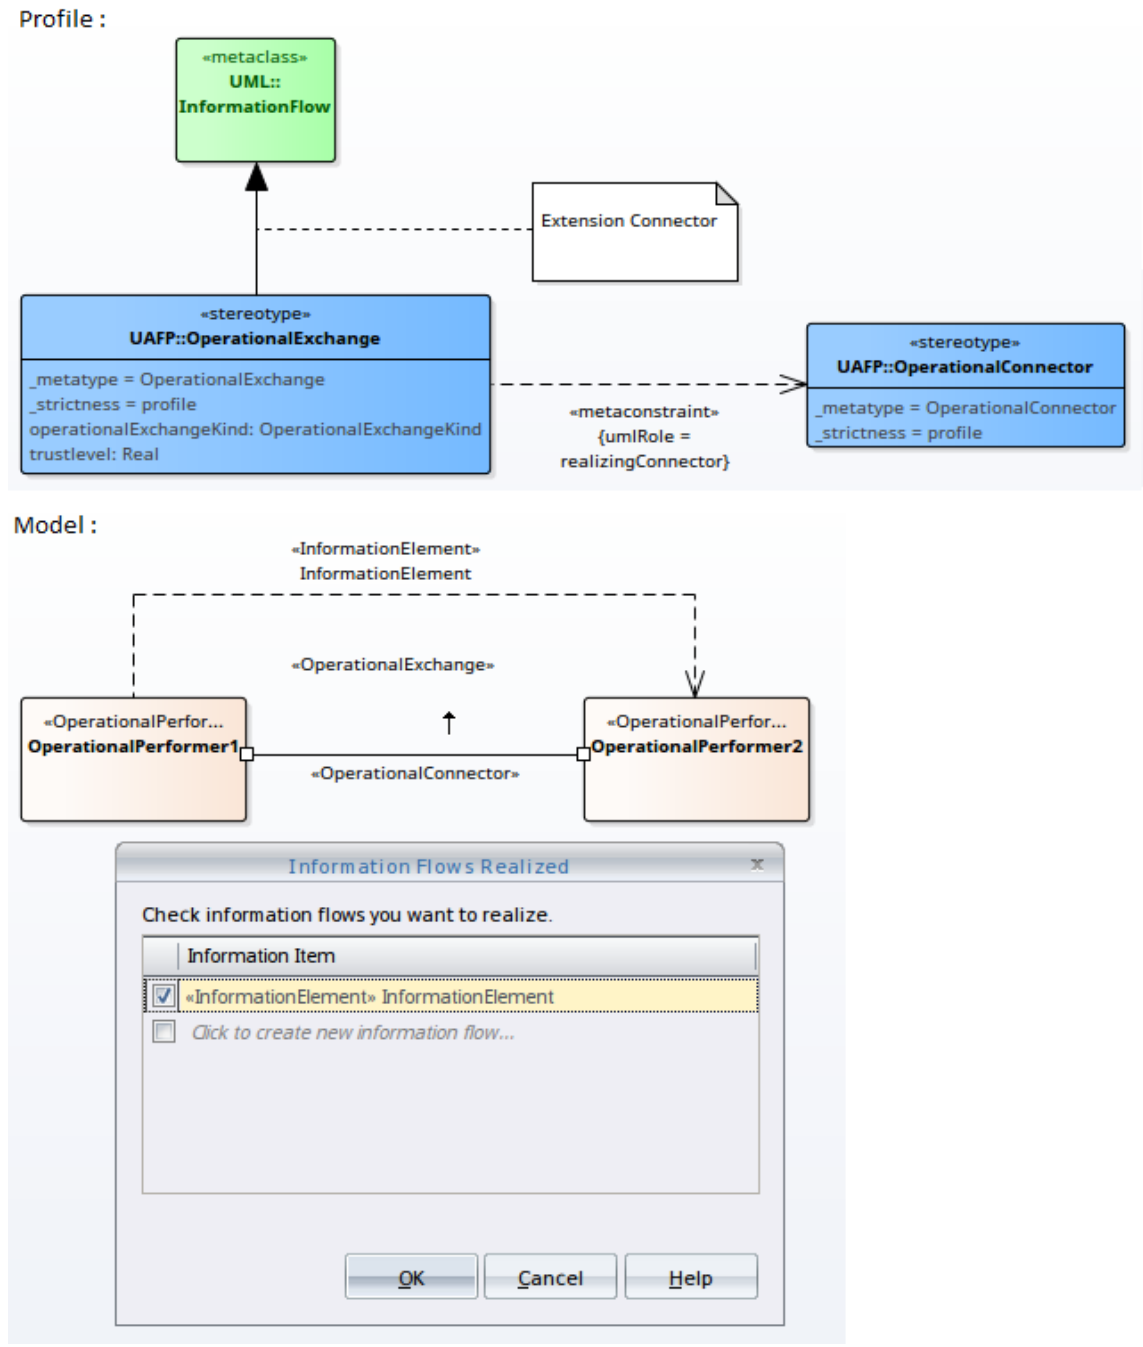 Profile :
«metaclass»
UML::
InformationFlow
Extension Connector
«stereotype»
UAFP::OperationalExchange
_metatype = OperationalExchange
_strictness = profile
operationalExchangeKind: OperationalExchangeKind
trustlevel: Real
«metaconstraint»
{umlRole =
realizingConnector}
«stereotype»
UAFP::OperationalConnector
_metatype = OperationalConnector
_strictness = profile
Model :
«InformationElement»
InformationElement
«OperationalExchange»
«OperationalPerfor...
OperationalPerformer1
«OperationalConnector»
«OperationalPerfor...
OperationalPerformer2
Information Flows Realized
x
Check information flows you want to realize.
Information Item
«InformationElement» InformationElement
Click to create new information flow...
OK
Cancel
Help